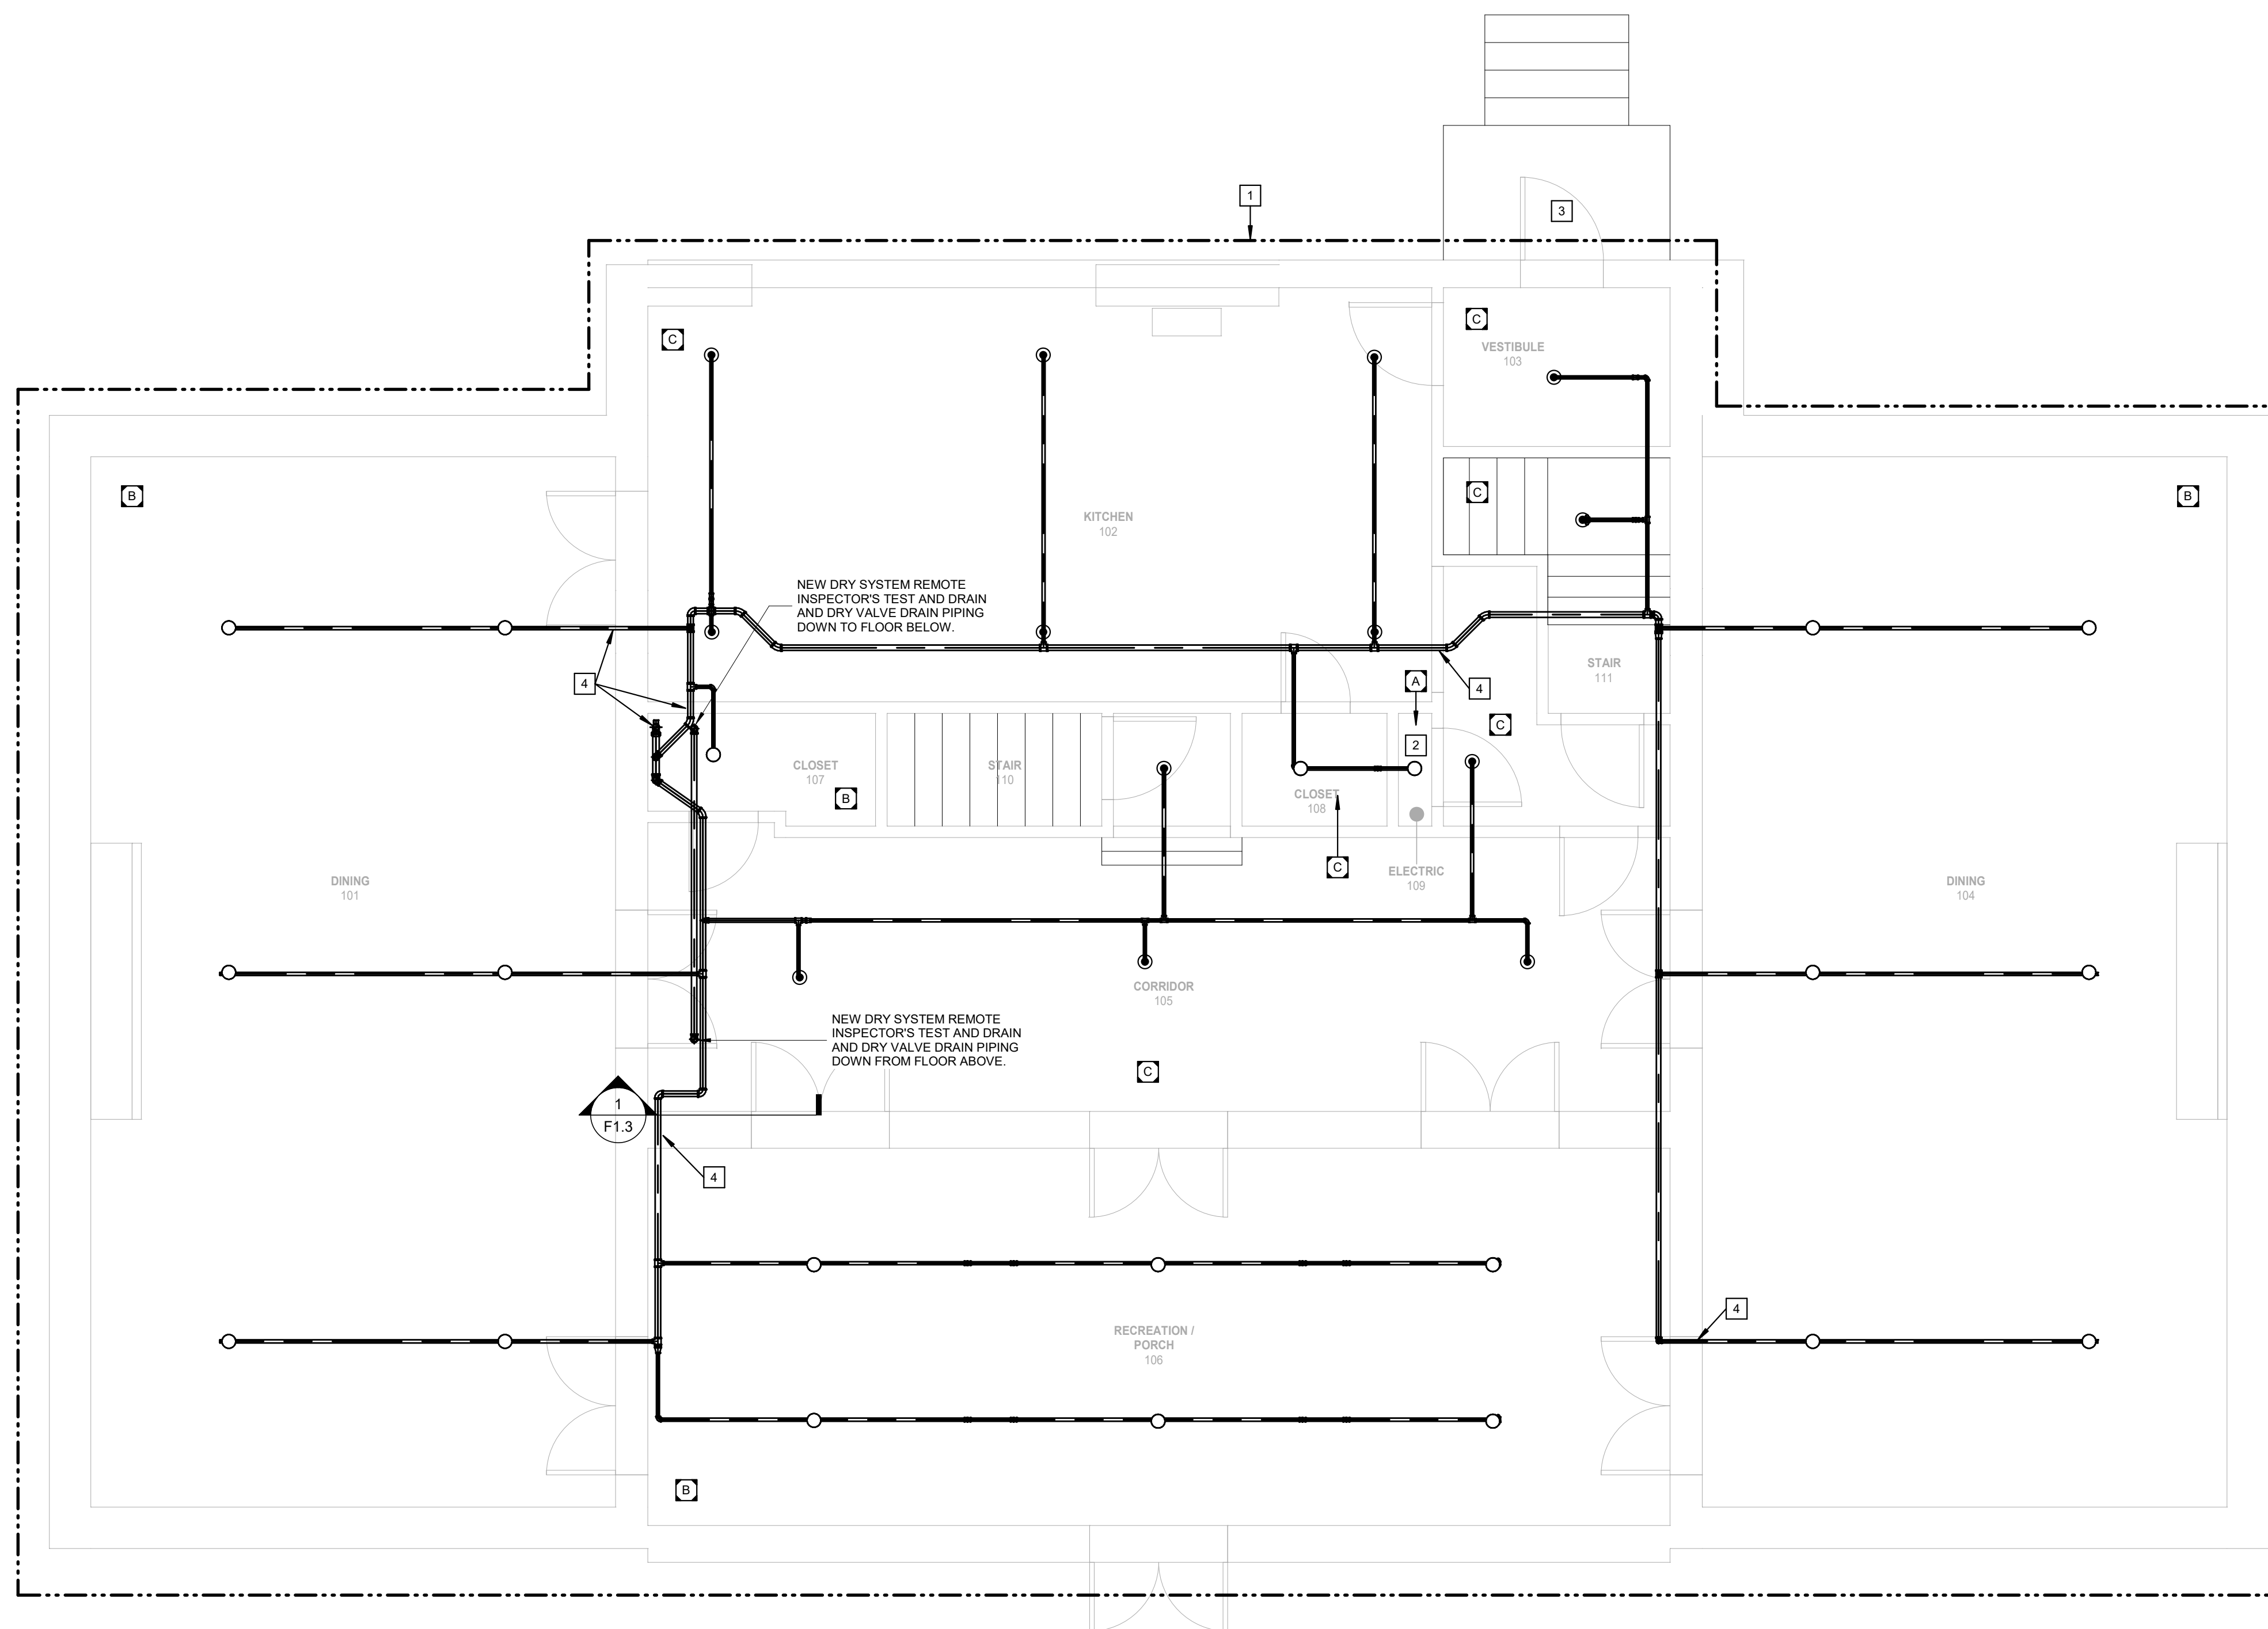 1
3
C
C
VESTIBULE
103
B
C
B
KITCHEN
102
NEW DRY SYSTEM REMOTE
INSPECTOR'S TEST AND DRAIN
AND DRY VALVE DRAIN PIPING
DOWN TO FLOOR BELOW.
STAIR
111
4
A
4
C
2
CLOSET
107
STAIR
110
B
CLOSET
108
C
ELECTRIC
109
DINING
101
DINING
104
CORRIDOR
105
NEW DRY SYSTEM REMOTE
INSPECTOR'S TEST AND DRAIN
AND DRY VALVE DRAIN PIPING
DOWN FROM FLOOR ABOVE.
C
1
F1.3
4
4
RECREATION /
PORCH
106
B